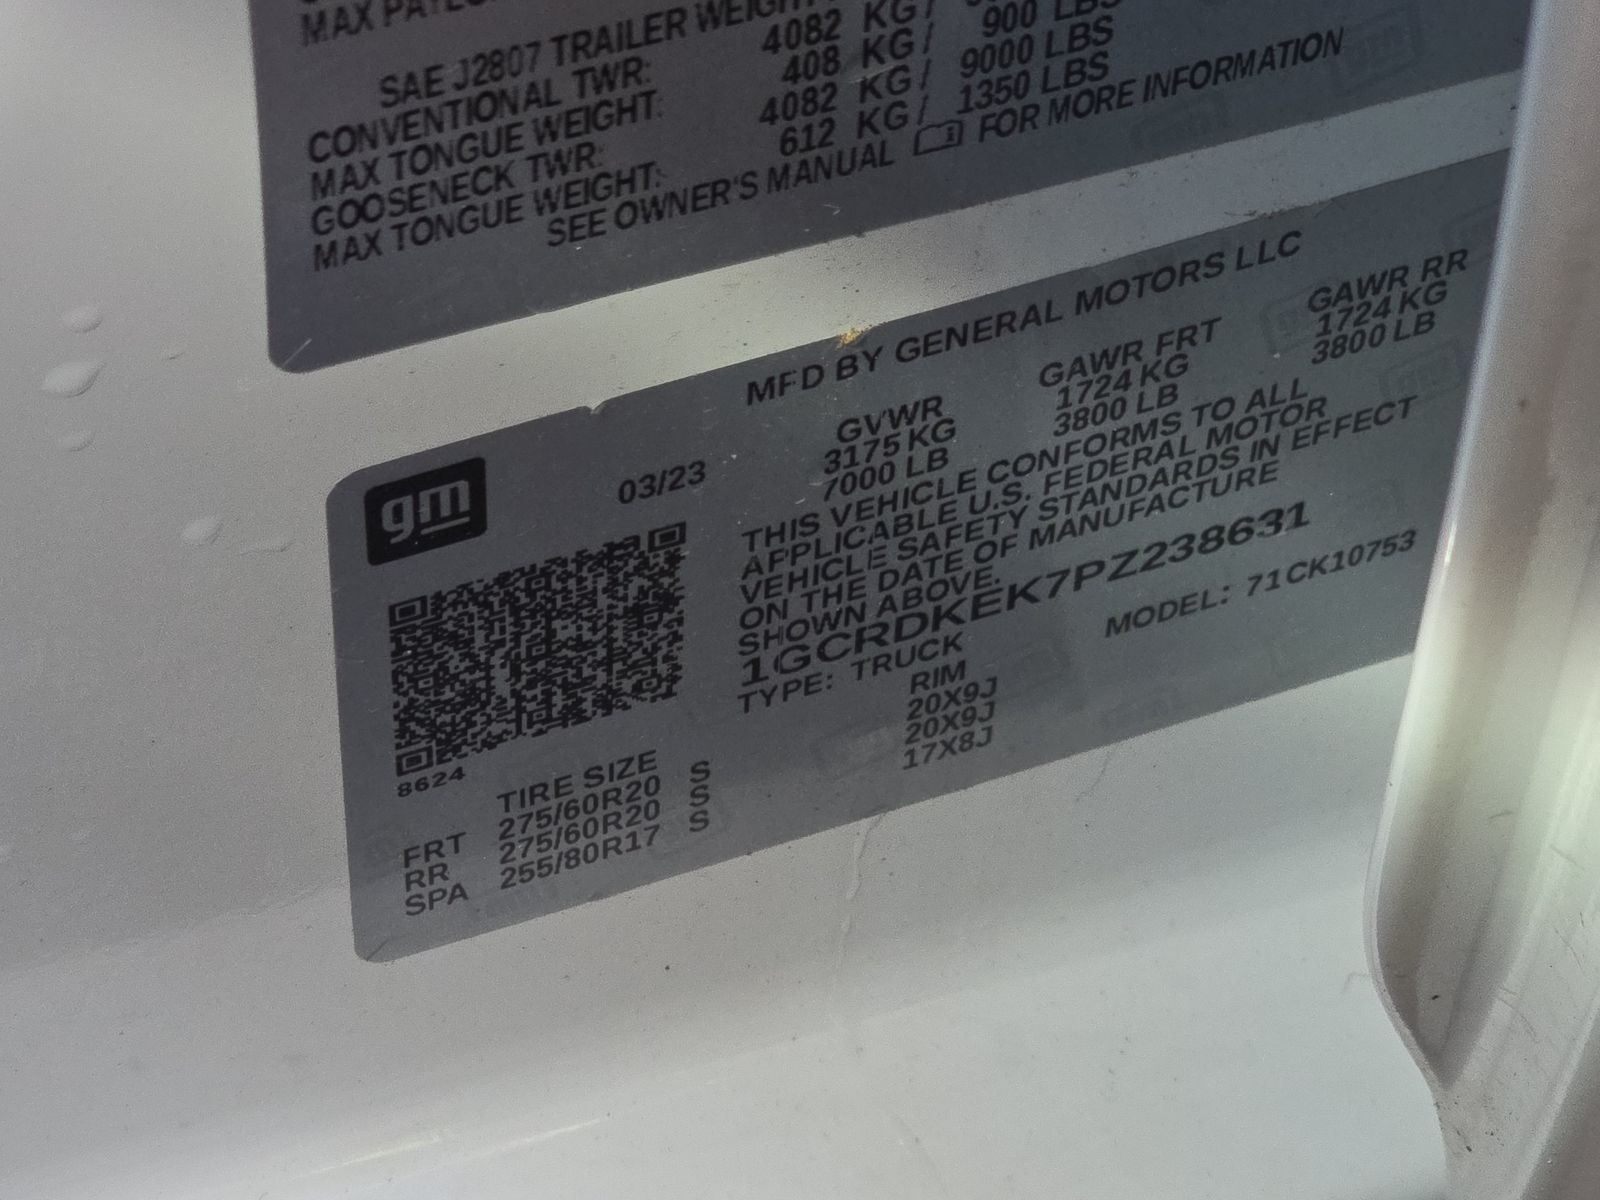 MAX
SAE J2807 TRAILER WEIGHT
CONVENTIONAL TWR: 4082 KG/
MAX TONGUE WEIGHT: 408 KG/ 900 LBS
GOOSENECK TWR: 4082 KG/ 9000 LBS
MAX TONGUE WEIGHT: 612 KG/ 1350 LBS
SEE OWNER'S MANUAL FOR MORE INFORMATION
MFD BY GENERAL MOTORS LLC
gm
03/23
GVWR GAWR FRT GAWR RR
3175 KG 1724 KG 1724 KG
7000 LB 3800 LB 3800 LB
THIS VEHICLE CONFORMS TO ALL
APPLICABLE U.S. FEDERAL MOTOR
VEHICLE SAFETY STANDARDS IN EFFECT
ON THE DATE OF MANUFACTURE
SHOWN ABOVE.
1GCRDKEK7PZ238631
TYPE: TRUCK MODEL: 71CK10753
8624
TIRE SIZE RIM
FRT 275/60R20 S 20X9J
RR 275/60R20 S 20X9J
SPA 255/80R17 S 17X8J